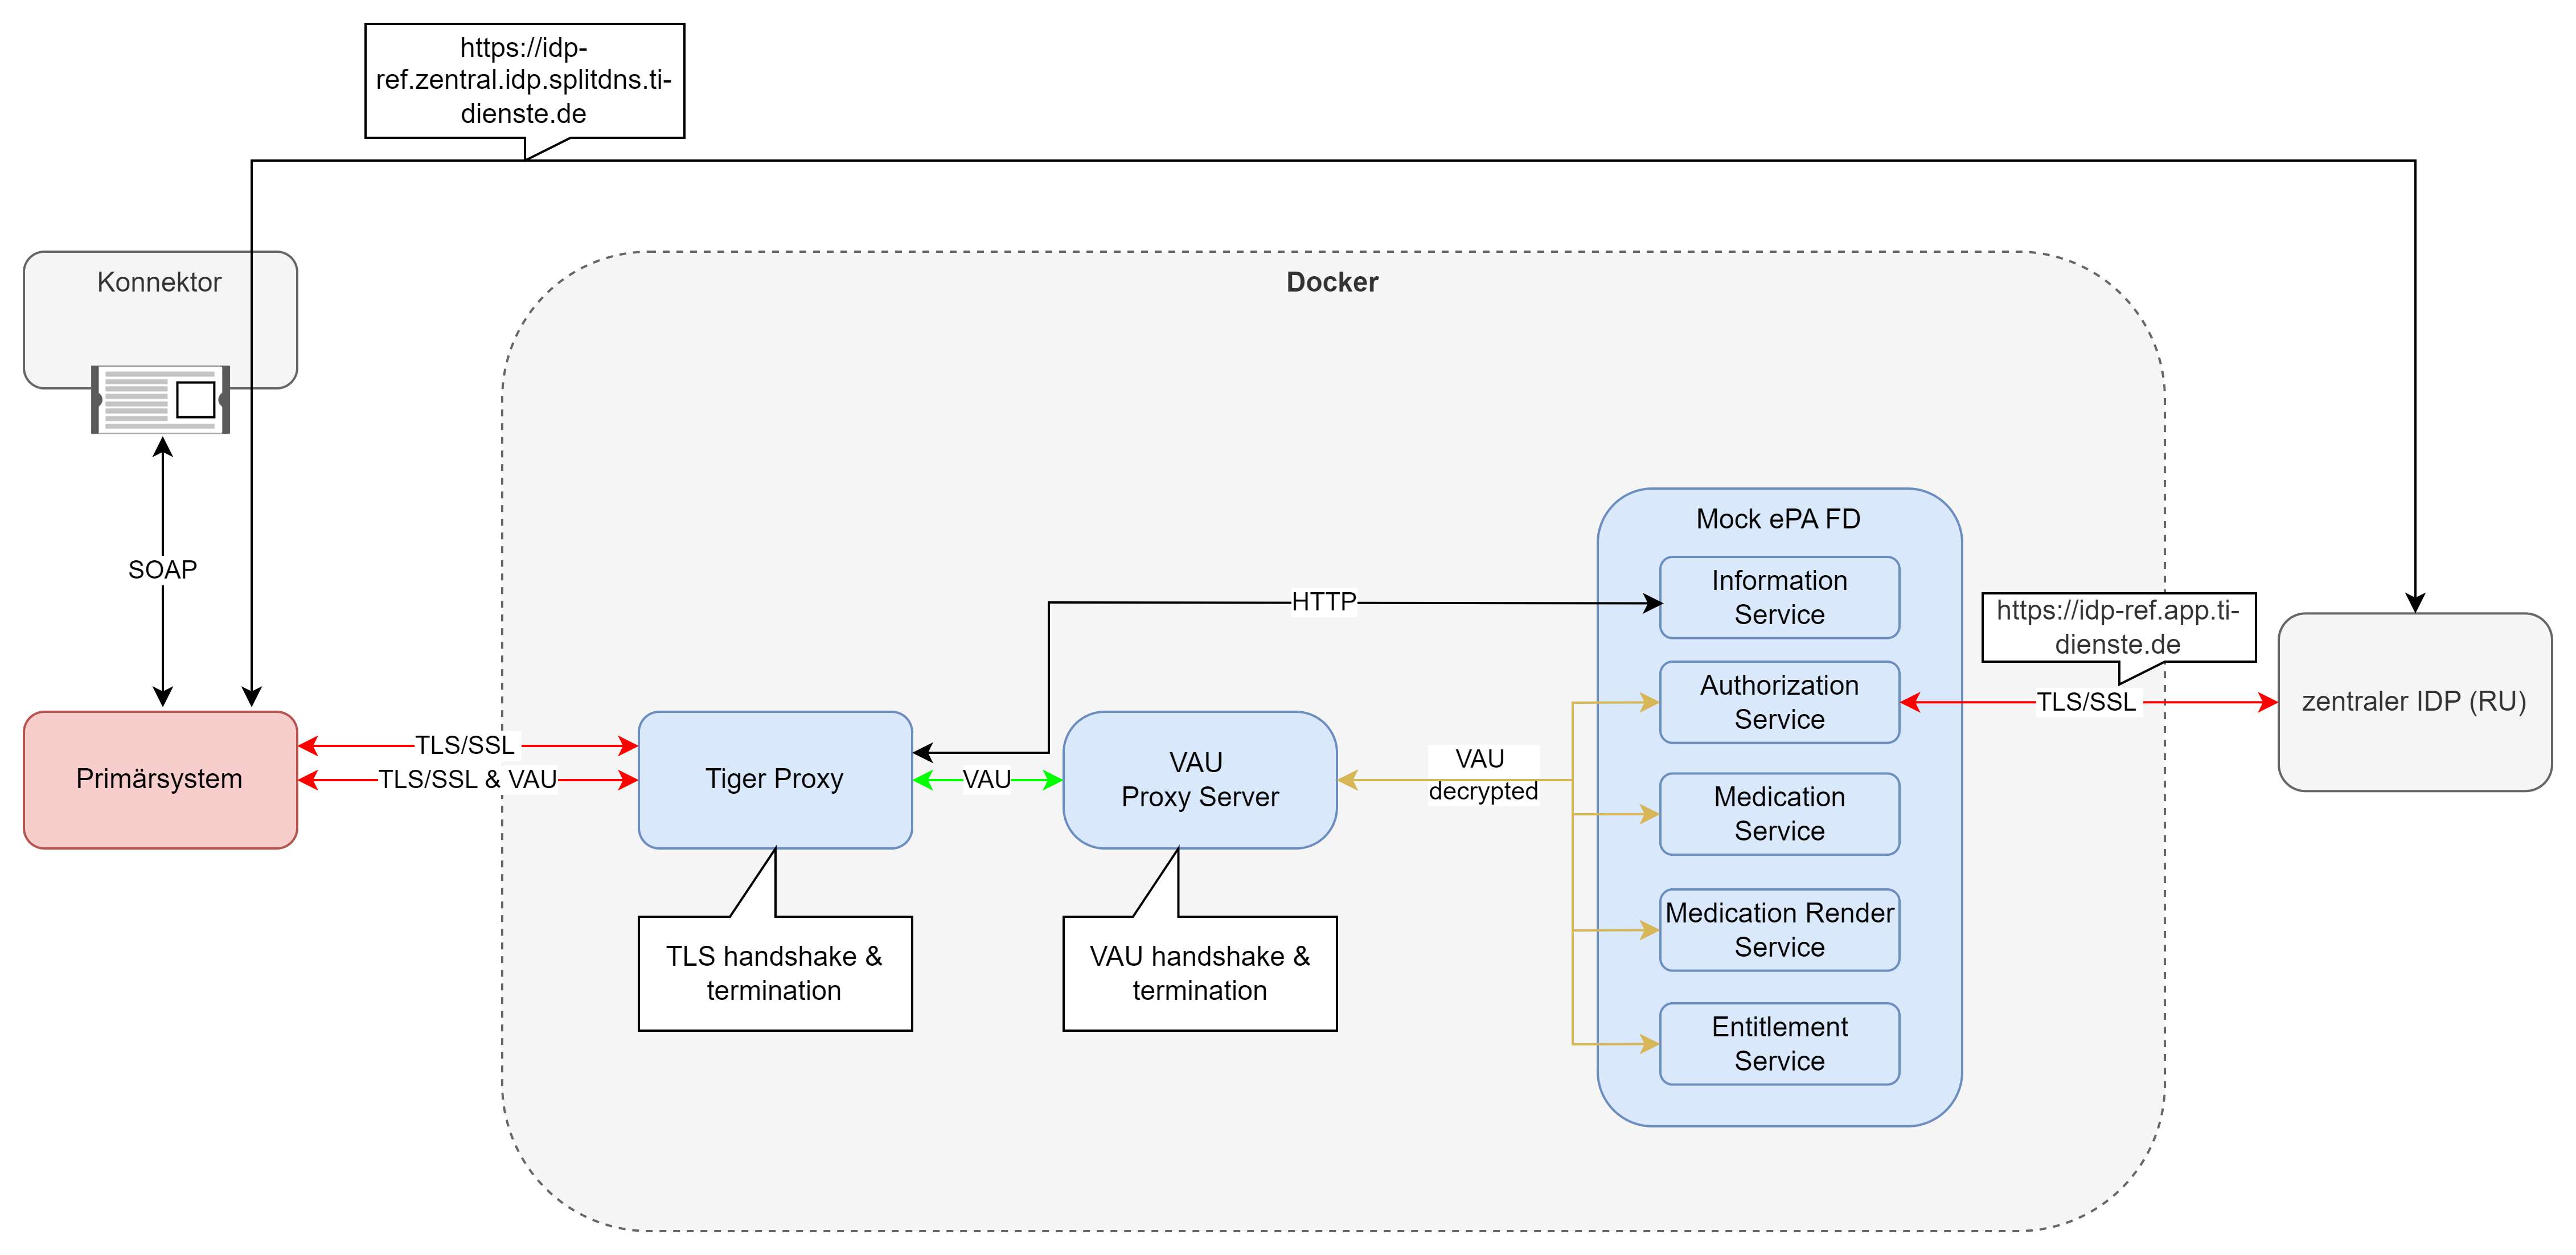 https://idp-
ref.zentral.idp.splitdns.ti-
dienste.de
Konnektor
Docker
SOAP
Mock ePA FD
Information
Service
HTTP
https://idp-ref.app.ti-
dienste.de
Authorization
Service
TLS/SSL
zentraler IDP (RU)
Primärsystem
TLS/SSL
TLS/SSL & VAU
Tiger Proxy
VAU
VAU
Proxy Server
VAU
decrypted
Medication
Service
Medication Render
Service
TLS handshake &
termination
VAU handshake &
termination
Entitlement
Service